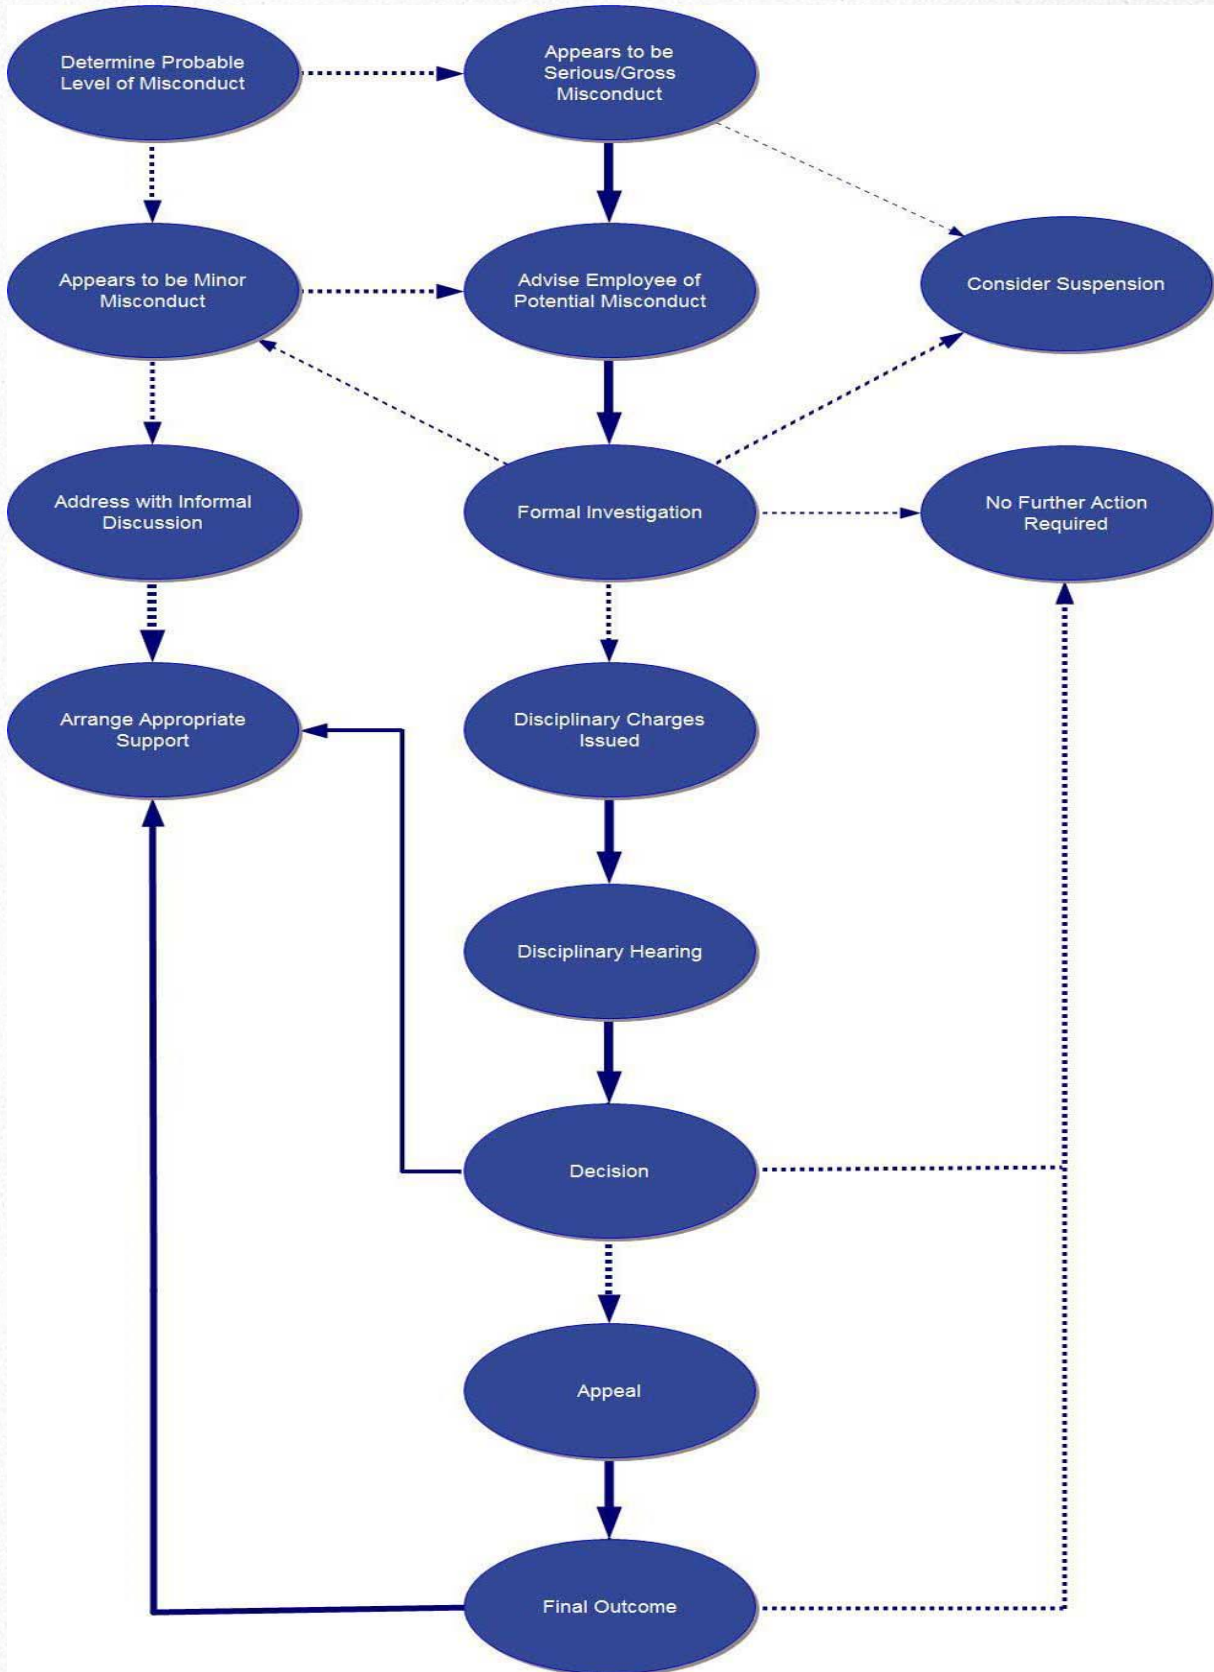 Determine Probable
Level of Misconduct
Appears to be
Serious/Gross
Misconduct
Appears to be Minor
Misconduct
Advise Employee of
Potential Misconduct
Consider Suspension
Address with Informal
Discussion
Formal Investigation
No Further Action
Required
Arrange Appropriate
Support
Disciplinary Charges
Issued
Disciplinary Hearing
Decision
Appeal
Final Outcome